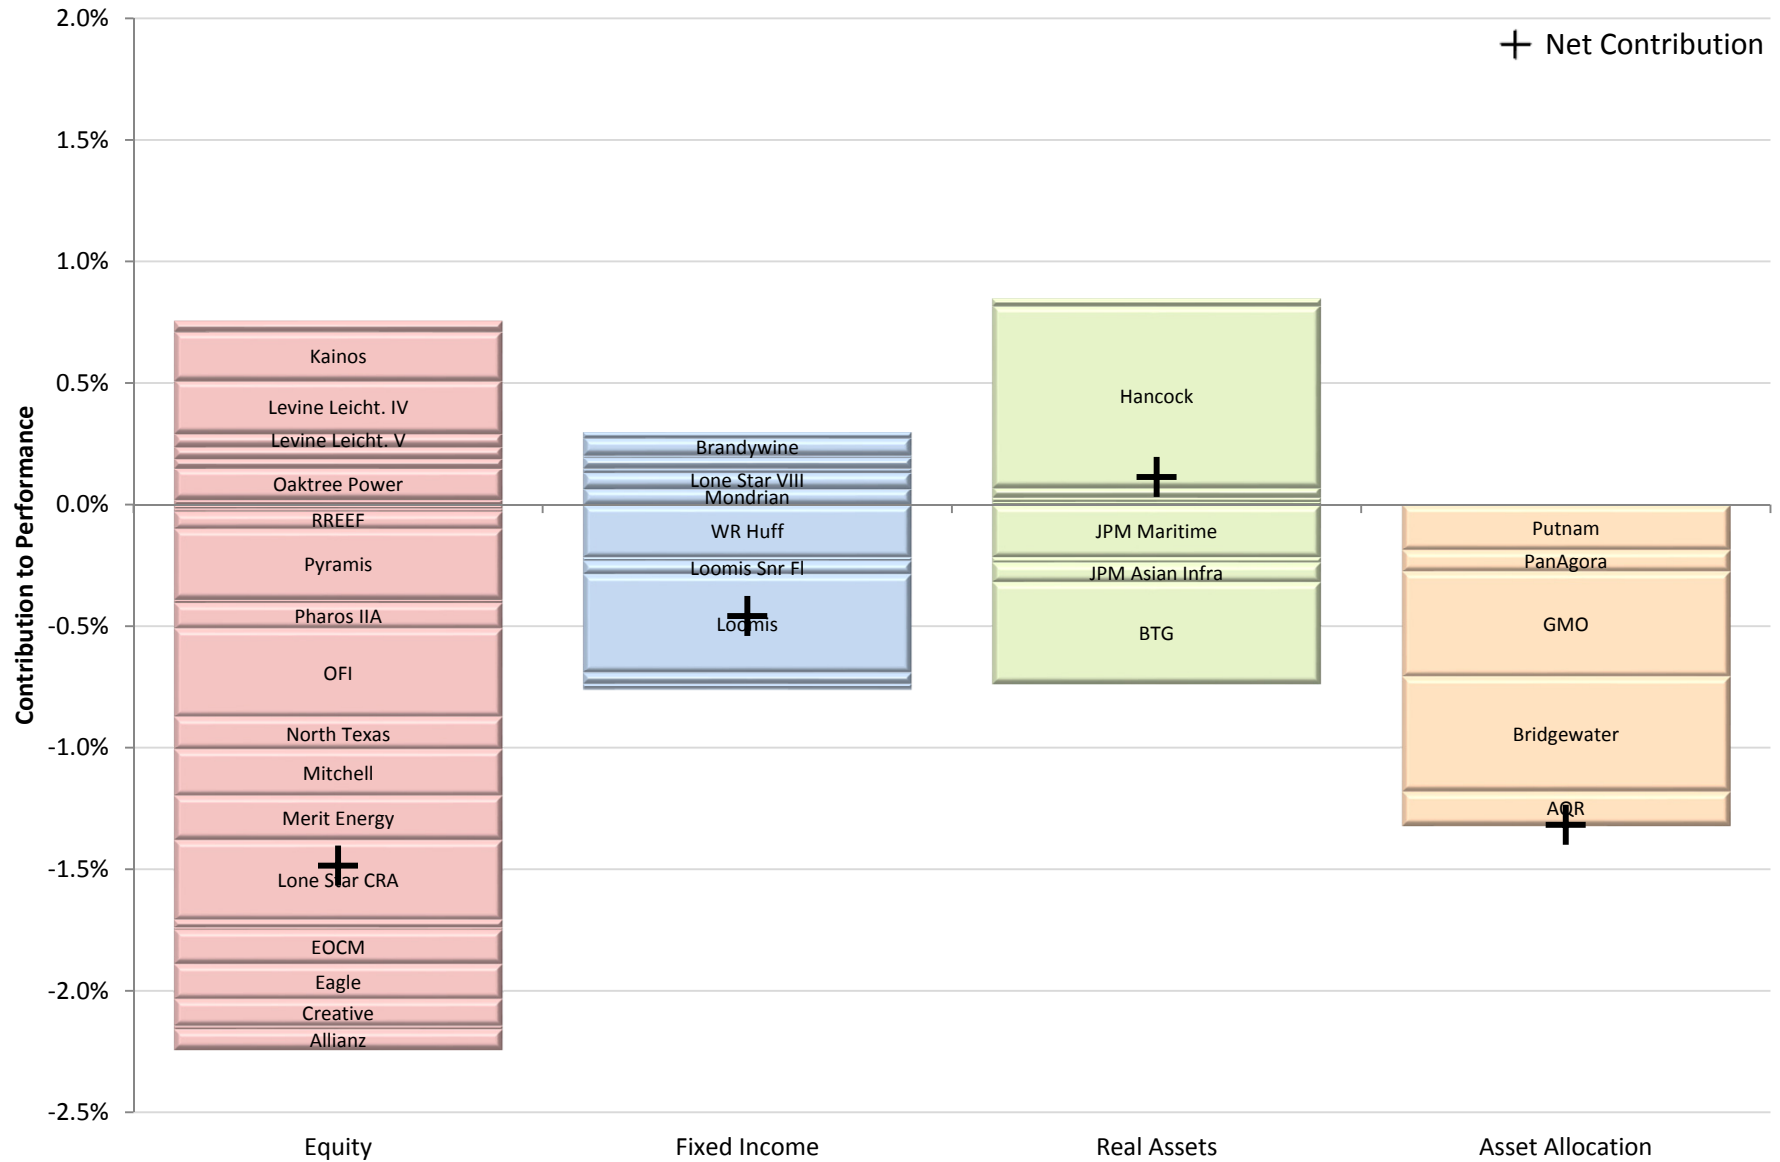 2.0%
Net Contribution
1.5%
1.0%
0.5%
0.0%
-0.5%
-1.0%
-1.5%
-2.0%
-2.5%
Contribution to Performance
Kainos
Levine Leicht. IV
Levine Leicht. V
Oaktree Power
RREEF
Pyramis
Pharos IIA
OFI
North Texas
Mitchell
Merit Energy
Lone Star CRA
EOCM
Eagle
Creative
Allianz
Brandywine
Lone Star VIII
Mondrian
WR Huff
Loomis Snr Fl
Loomis
Hancock
JPM Maritime
JPM Asian Infra
BTG
Putnam
PanAgora
GMO
Bridgewater
AQR
Equity
Fixed Income
Real Assets
Asset Allocation